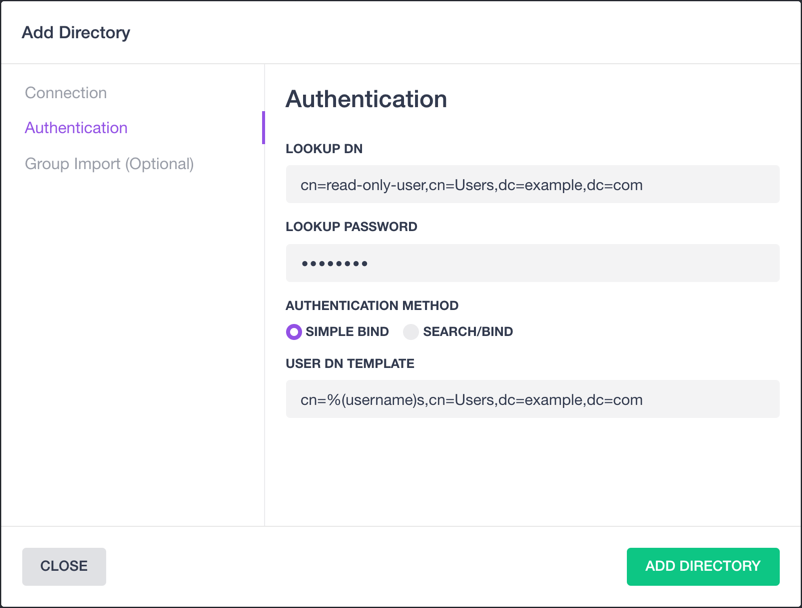 Add Directory
Connection
Authentication
Group Import (Optional)
Authentication
LOOKUP DN
cn=read-only-user,cn=Users,dc=example,dc=com
LOOKUP PASSWORD
••••••••
AUTHENTICATION METHOD
SIMPLE BIND SEARCH/BIND
USER DN TEMPLATE
cn=%(username)s,cn=Users,dc=example,dc=com
CLOSE ADD DIRECTORY